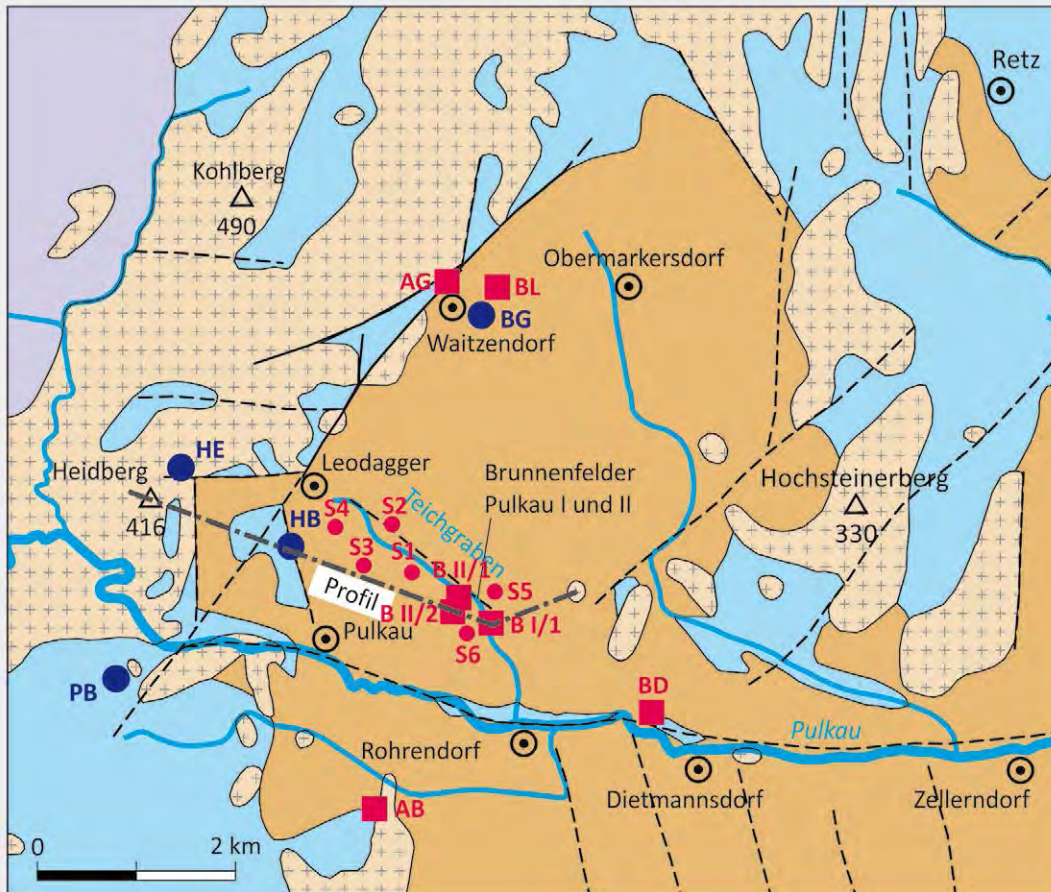 Retz
Kohlberg
490
Obermarkersdorf
AG
BL
BG
Waitzendorf
HE
Heidberg
416
Leodagger
Brunnenfelder
Pulkau I und II
Hochsteinerberg
330
S4
S2
Teichgraben
HB
S3
S1
B II/1
S5
Profil
B II/2
B I/1
Pulkau
S6
PB
BD
Pulkau
Rohrendorf
Dietmannsdorf
Zellerndorf
AB
0
2 km